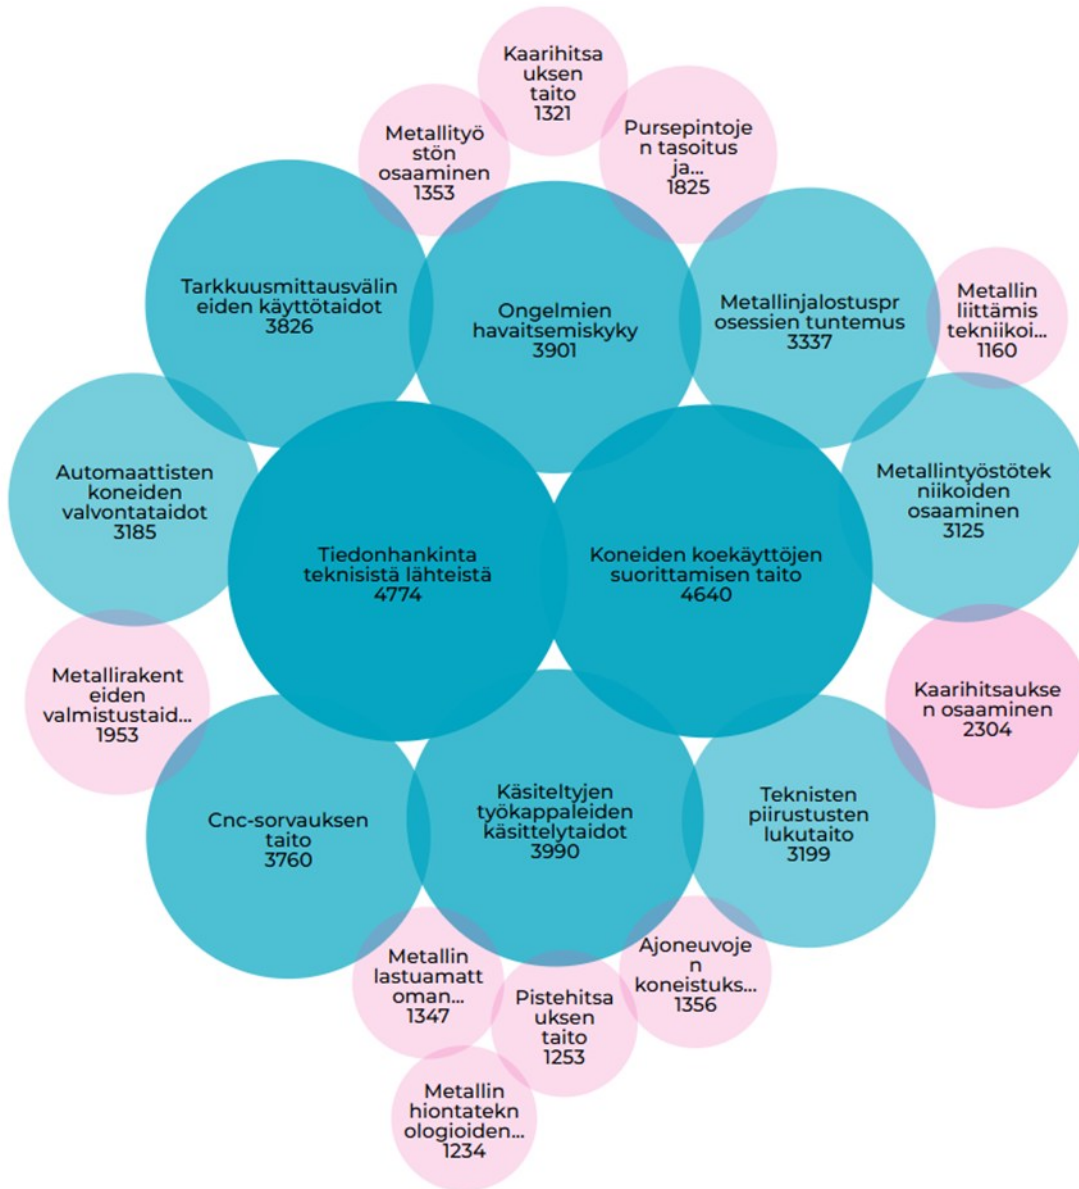 Kaarihitsa
uksen
taito
1321
Metallityö
stön
osaaminen
1353
Pursepintoje
n tasoitus
ja...
1825
Tarkkuusmittausvälin
eiden käyttötaidot
3826
Ongelmien
havaitsemiskyky
3901
Metallinjalostuspr
osessien tuntemus
3337
Metallin
liittämis
tekniikoi...
1160
Automaattisten
koneiden
valvontataidot
3185
Metallintyöstötek
niikoiden
osaaminen
3125
Tiedonhankinta
teknisistä lähteistä
4774
Koneiden koekäyttöjen
suorittamisen taito
4640
Metallirakent
eiden
valmistustaid...
1953
Kaarihitsaukse
n osaaminen
2304
Cnc-sorvauksen
taito
3760
Käsiteltyjen
työkappaleiden
käsittelytaidot
3990
Teknisten
piirustusten
lukutaito
3199
Metallin
lastuamatt
oman...
1347
Pistehitsa
uksen
taito
1253
Ajoneuvoje
n
koneistuks...
1356
Metallin
hiontatekn
ologioiden...
1234